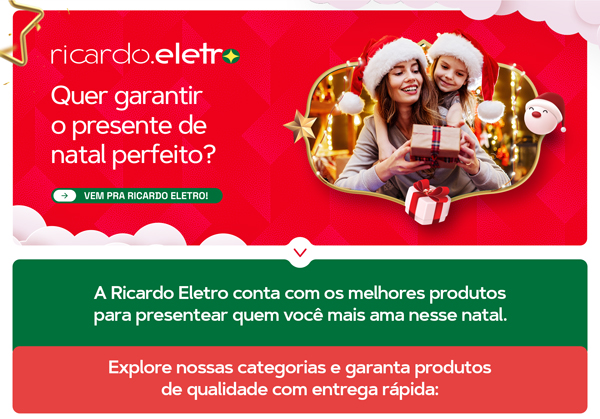 ricardo.eletro
Quer garantir
o presente de
natal perfeito?
VEM PRA RICARDO ELETRO!
A Ricardo Eletro conta com os melhores produtos
para presentear quem você mais ama nesse natal.
Explore nossas categorias e garanta produtos
de qualidade com entrega rápida: